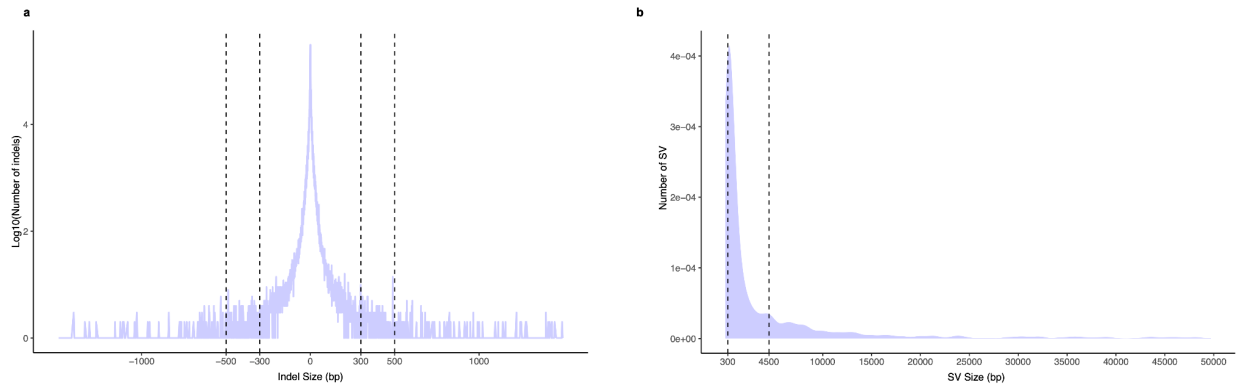 a
b
Log10(Number of indels)
4
2
0
−1000
−500
−300
0
300
500
1000
Indel Size (bp)
Number of SV
4e−04
3e−04
2e−04
1e−04
0e+00
300
4500
10000
15000
20000
25000
30000
35000
40000
45000
50000
SV Size (bp)